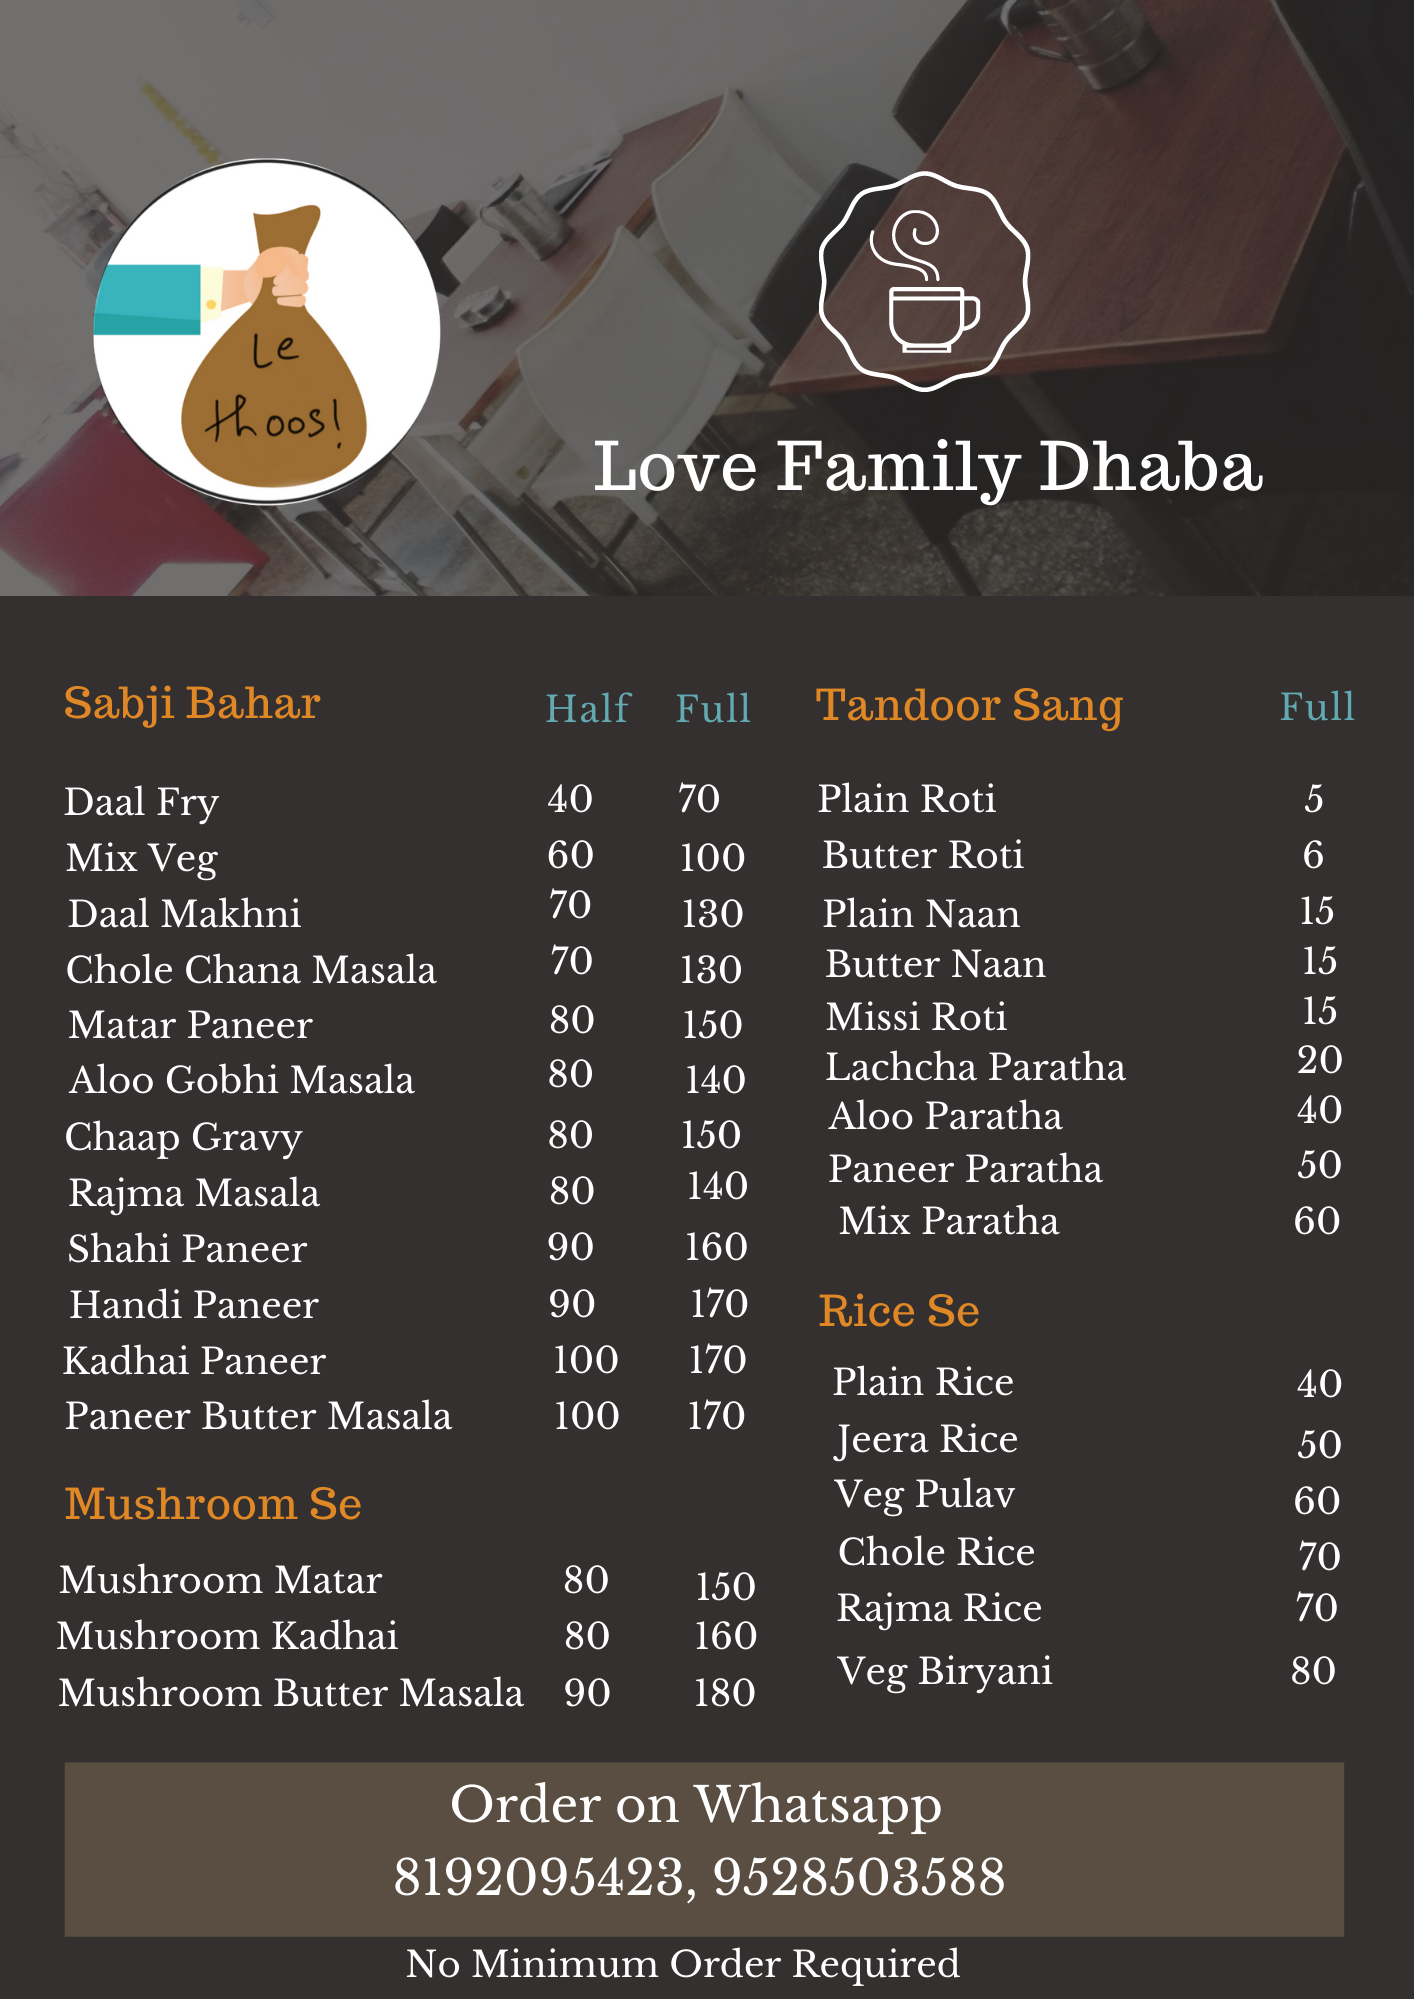 Le
thoos!
Love Family Dhaba
Sabji Bahar Half Full
Daal Fry 40 70
Mix Veg 60 100
Daal Makhni 70 130
Chole Chana Masala 70 130
Matar Paneer 80 150
Aloo Gobhi Masala 80 140
Chaap Gravy 80 150
Rajma Masala 80 140
Shahi Paneer 90 160
Handi Paneer 90 170
Kadhai Paneer 100 170
Paneer Butter Masala 100 170
Mushroom Se
Mushroom Matar 80 150
Mushroom Kadhai 80 160
Mushroom Butter Masala 90 180
Tandoor Sang Full
Plain Roti 5
Butter Roti 6
Plain Naan 15
Butter Naan 15
Missi Roti 15
Lachcha Paratha 20
Aloo Paratha 40
Paneer Paratha 50
Mix Paratha 60
Rice Se
Plain Rice 40
Jeera Rice 50
Veg Pulav 60
Chole Rice 70
Rajma Rice 70
Veg Biryani 80
Order on Whatsapp
8192095423, 9528503588
No Minimum Order Required